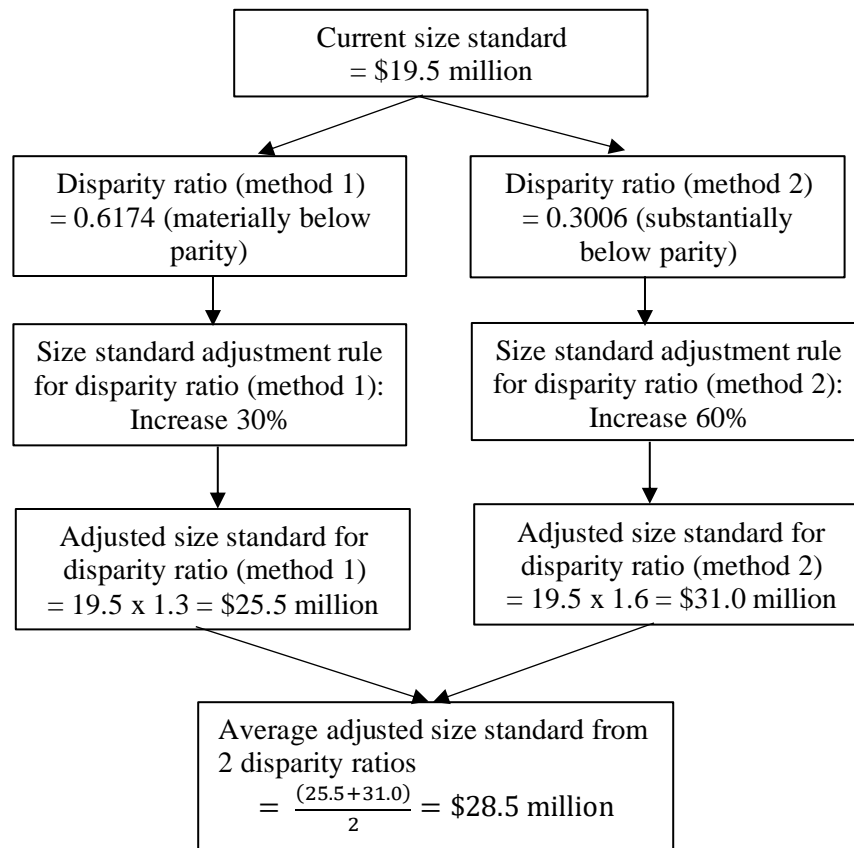 Current size standard
= $19.5 million
Disparity ratio (method 1)
= 0.6174 (materially below
parity)
Disparity ratio (method 2)
= 0.3006 (substantially
below parity)
Size standard adjustment rule
for disparity ratio (method 1):
Increase 30%
Size standard adjustment rule
for disparity ratio (method 2):
Increase 60%
Adjusted size standard for
disparity ratio (method 1)
= 19.5 x 1.3 = $25.5 million
Adjusted size standard for
disparity ratio (method 2)
= 19.5 x 1.6 = $31.0 million
Average adjusted size standard from
2 disparity ratios
= (25.5+31.0)/2 = $28.5 million